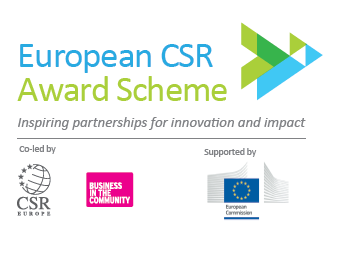 European CSR
Award Scheme
Inspiring partnerships for innovation and impact
Co-led by
Supported by
CSR
EUROPE
BUSINESS
IN THE
COMMUNITY
European
Commission